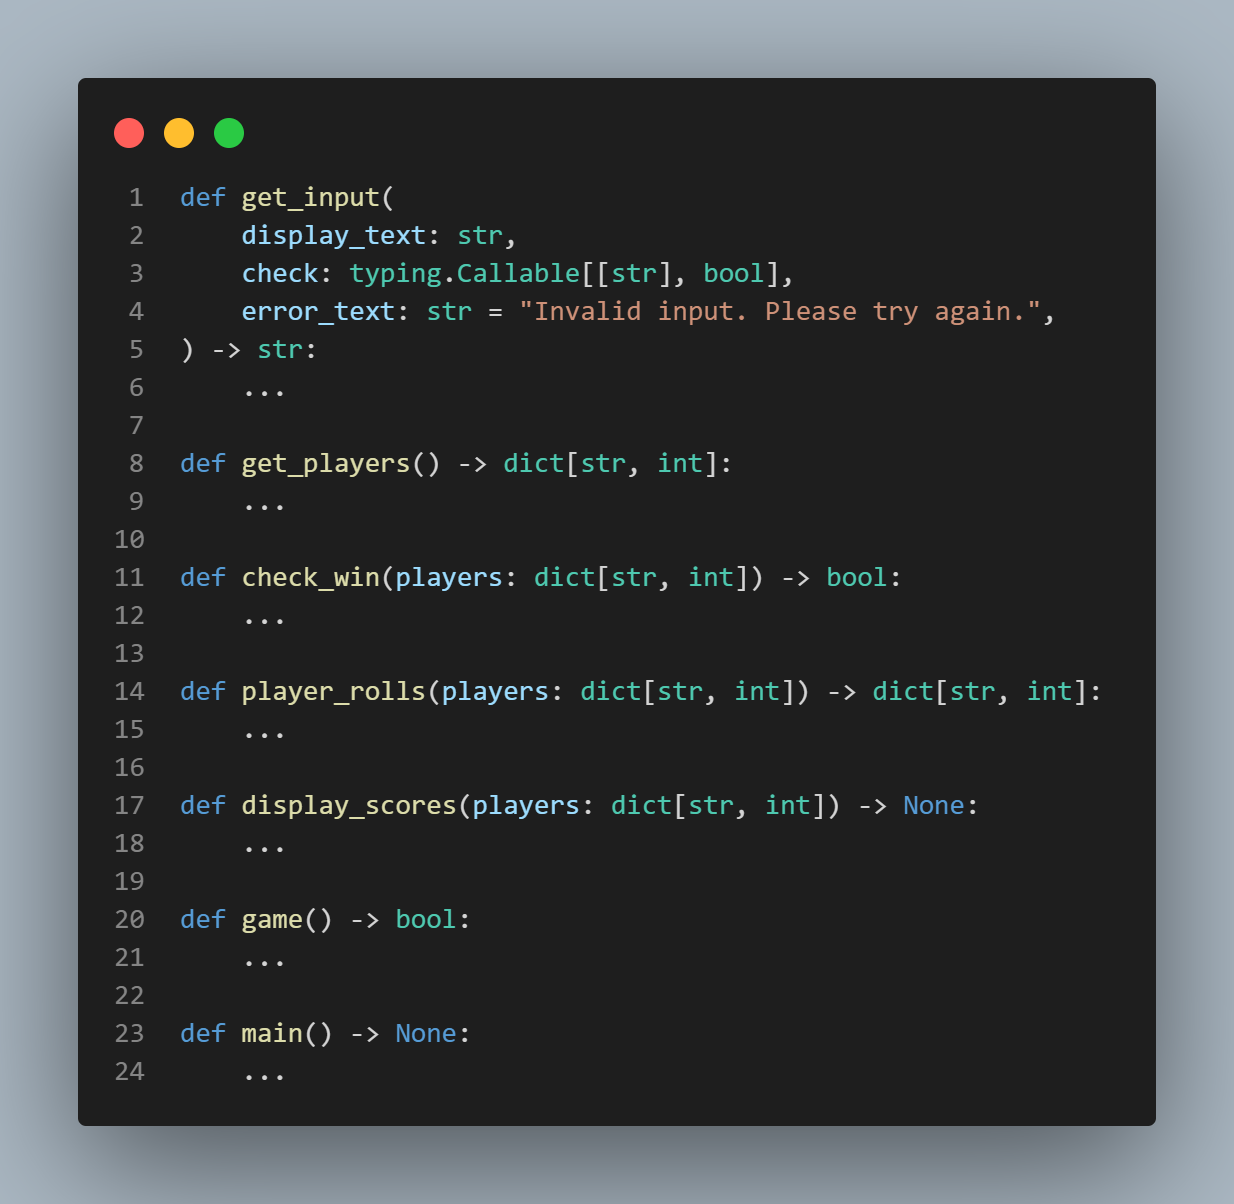 1 def get_input(
2     display_text: str,
3     check: typing.Callable[[str], bool],
4     error_text: str = "Invalid input. Please try again.",
5 ) -> str:
6     ...
7
8 def get_players() -> dict[str, int]:
9     ...
10
11 def check_win(players: dict[str, int]) -> bool:
12     ...
13
14 def player_rolls(players: dict[str, int]) -> dict[str, int]:
15     ...
16
17 def display_scores(players: dict[str, int]) -> None:
18     ...
19
20 def game() -> bool:
21     ...
22
23 def main() -> None:
24     ...